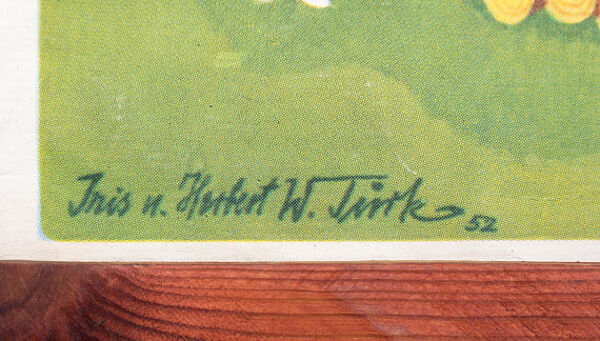 Iris u. Herbert W. Türk 52